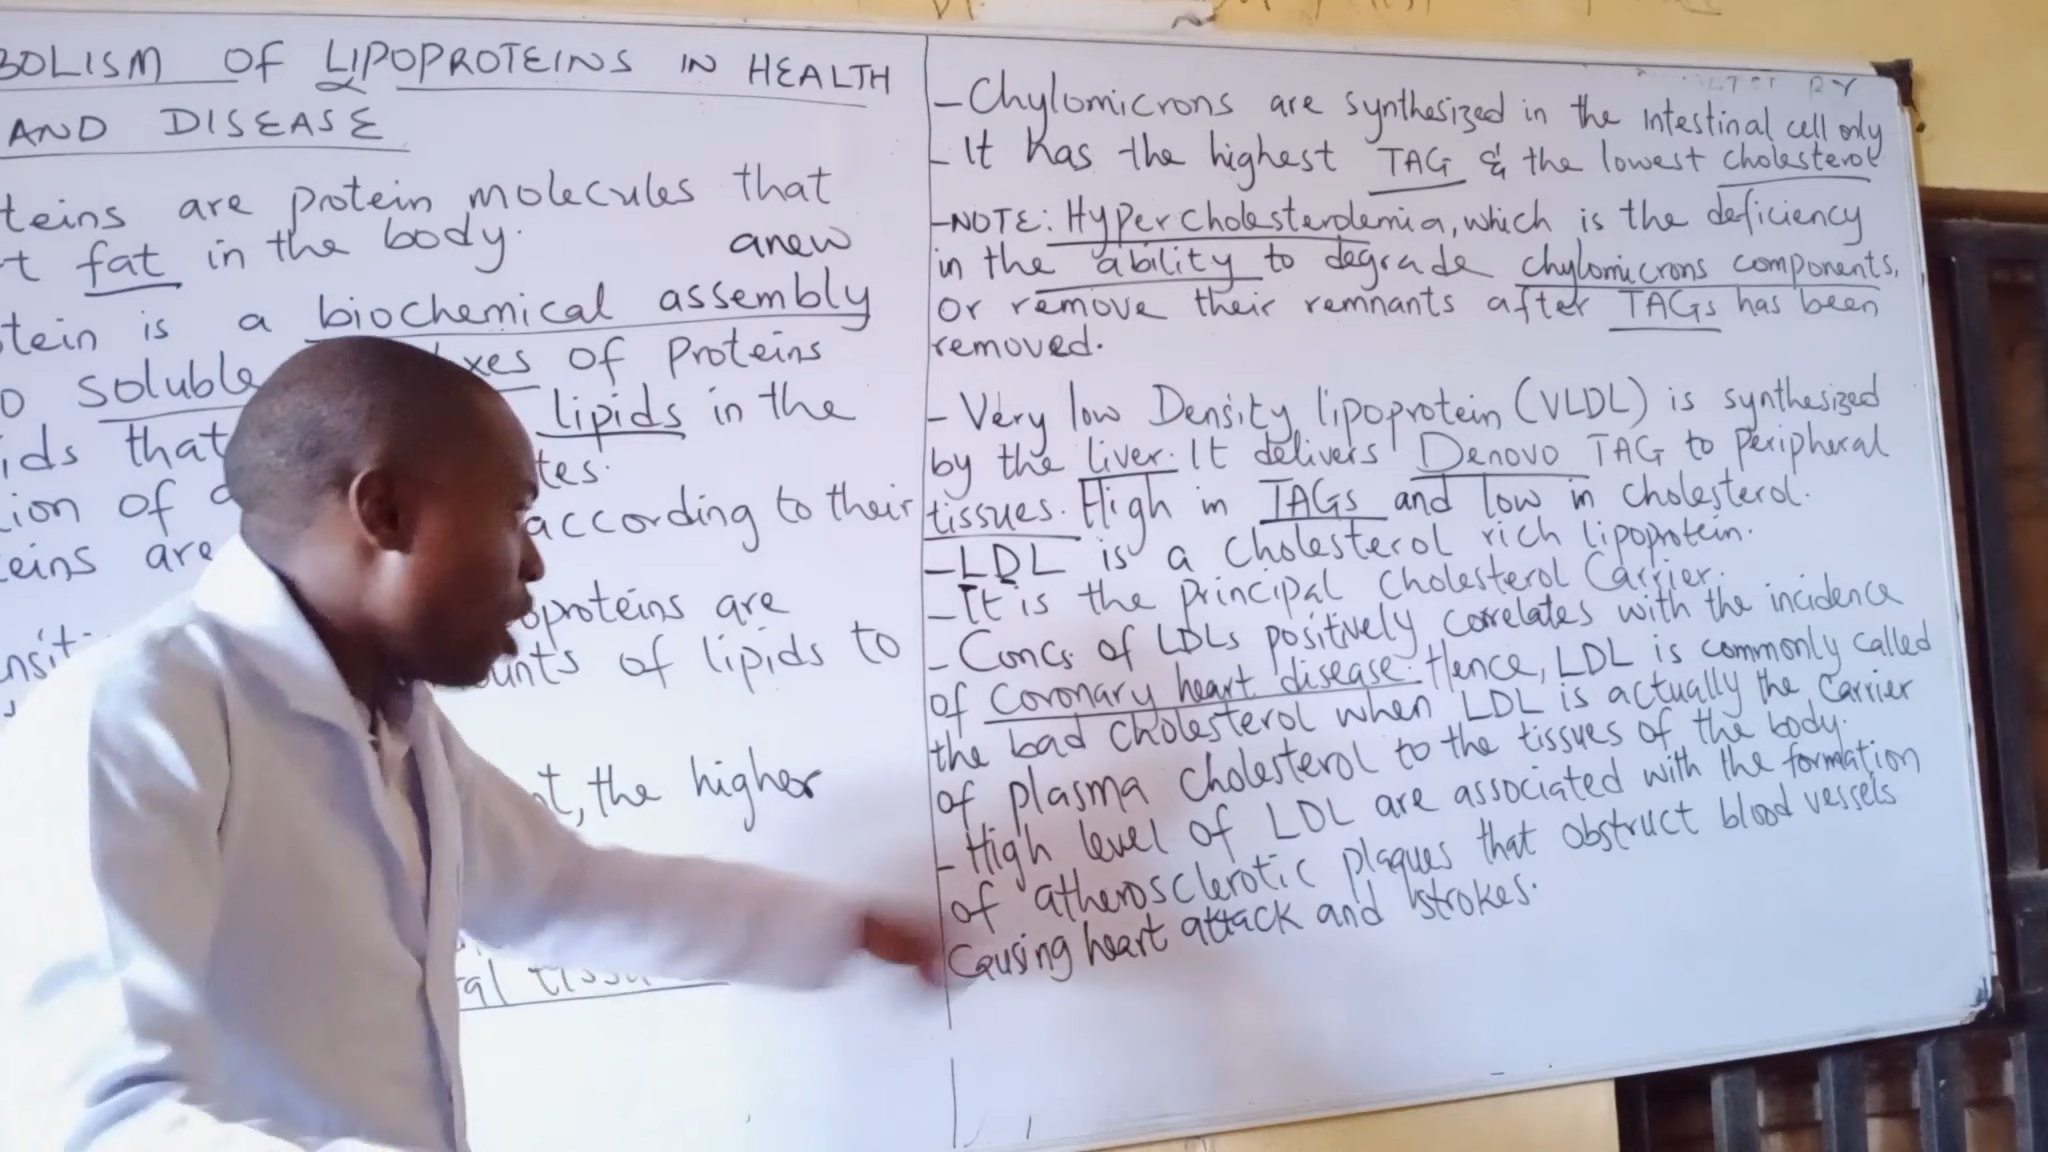 BOLISM OF LIPOPROTEINS IN HEALTH
AND DISEASE
teins are protein molecules that
t fat in the body.
anew
tein is a biochemical assembly
soluble xes of proteins
lipids in the
ids that tes.
ion of
according to their
eins are
oproteins are
unts of lipids to
t, the higher
- Chylomicrons are synthesized in the intestinal cell only
- It has the highest TAG & the lowest cholesterol
- NOTE: Hypercholesterolemia, which is the deficiency
in the ability to degrade chylomicrons components,
or remove their remnants after TAGs has been
removed.
- Very low Density lipoprotein (VLDL) is synthesized
by the liver. It delivers Denovo TAG to peripheral
tissues. High in TAGs and low in cholesterol.
- LDL is a cholesterol rich lipoprotein.
- It is the principal cholesterol Carrier.
- Concs of LDLs positively correlates with the incidence
of coronary heart disease. Hence, LDL is commonly called
the bad cholesterol when LDL is actually the carrier
of plasma cholesterol to the tissues of the body.
- High level of LDL are associated with the formation
of atherosclerotic plaques that obstruct blood vessels
Causing heart attack and strokes.